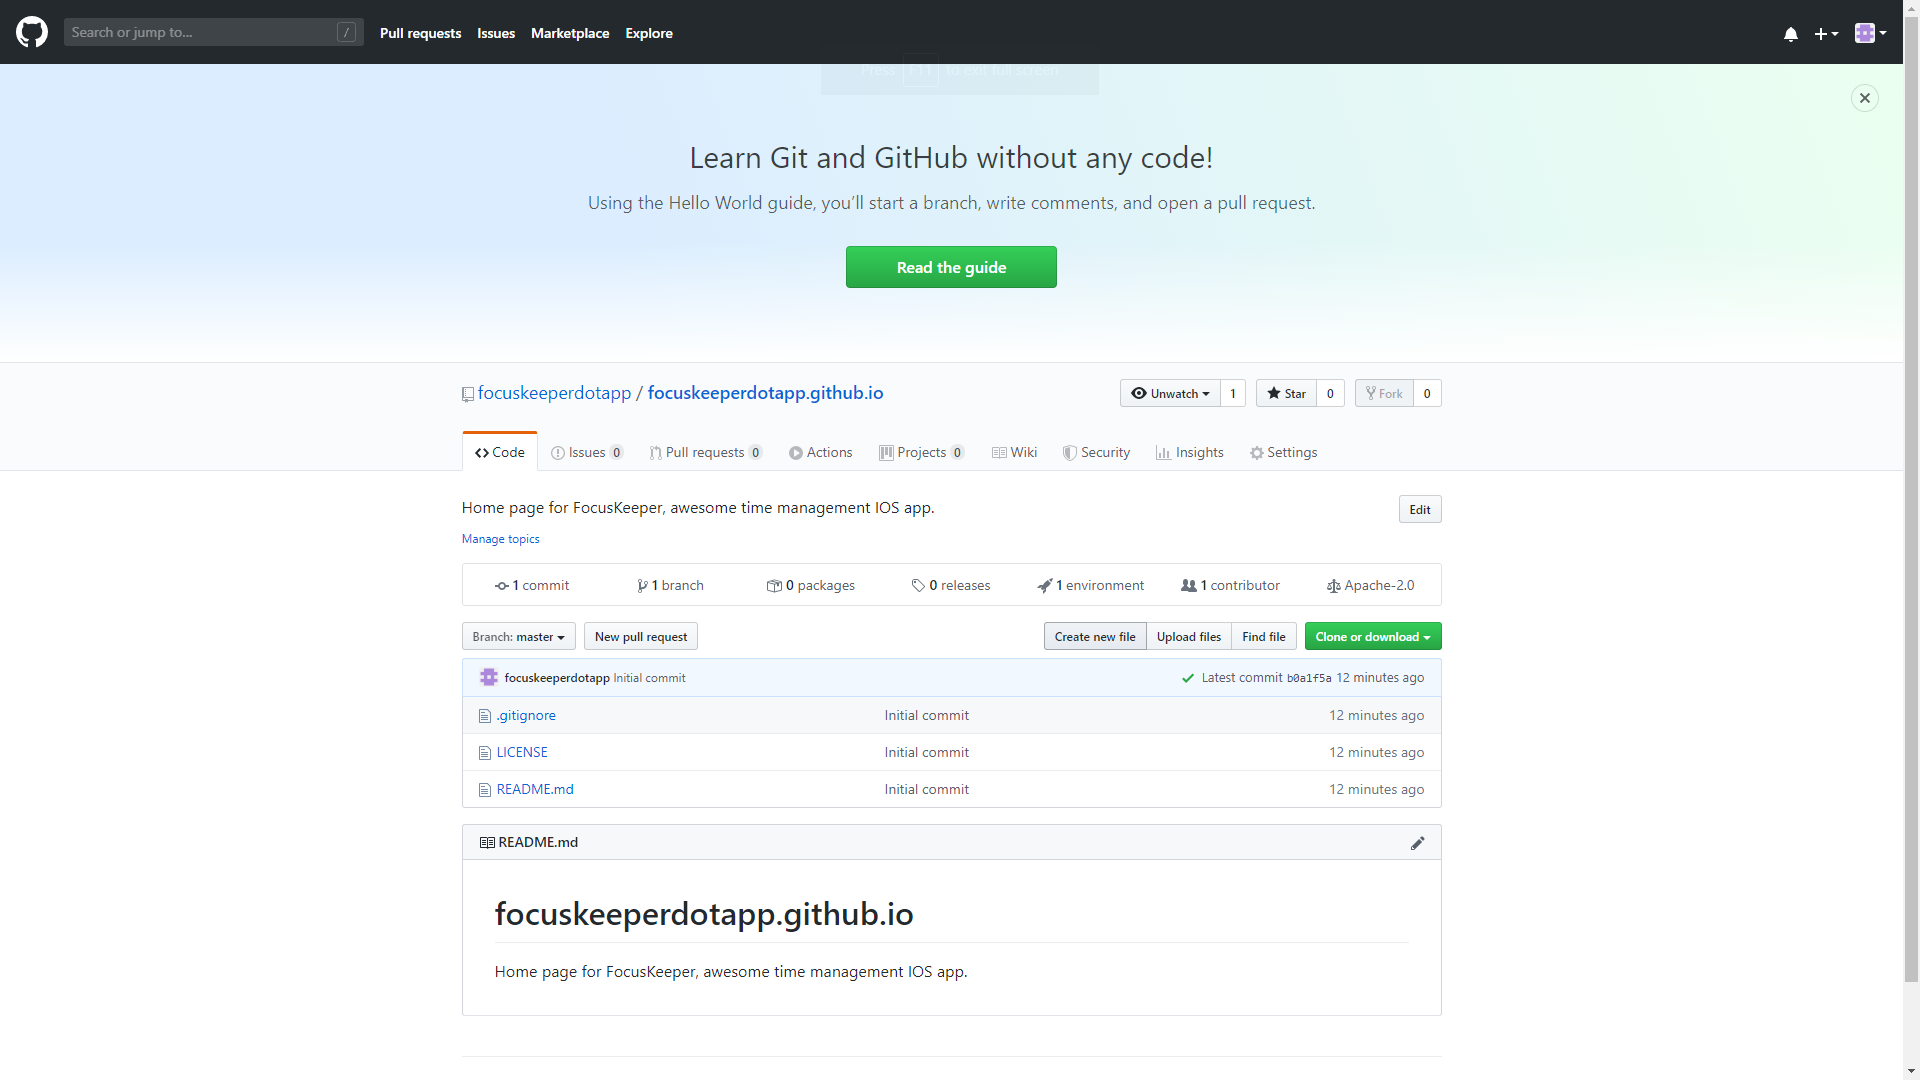 Search or jump to... / Pull requests Issues Marketplace Explore
Press F11 to exit full screen
Learn Git and GitHub without any code!
Using the Hello World guide, you’ll start a branch, write comments, and open a pull request.
Read the guide
focuskeeperdotapp / focuskeeperdotapp.github.io Unwatch 1 Star 0 Fork 0
Code Issues 0 Pull requests 0 Actions Projects 0 Wiki Security Insights Settings
Home page for FocusKeeper, awesome time management IOS app. Edit
Manage topics
1 commit 1 branch 0 packages 0 releases 1 environment 1 contributor Apache-2.0
Branch: master New pull request Create new file Upload files Find file Clone or download
focuskeeperdotapp Initial commit Latest commit b0a1f5a 12 minutes ago
.gitignore Initial commit 12 minutes ago
LICENSE Initial commit 12 minutes ago
README.md Initial commit 12 minutes ago
README.md
focuskeeperdotapp.github.io
Home page for FocusKeeper, awesome time management IOS app.